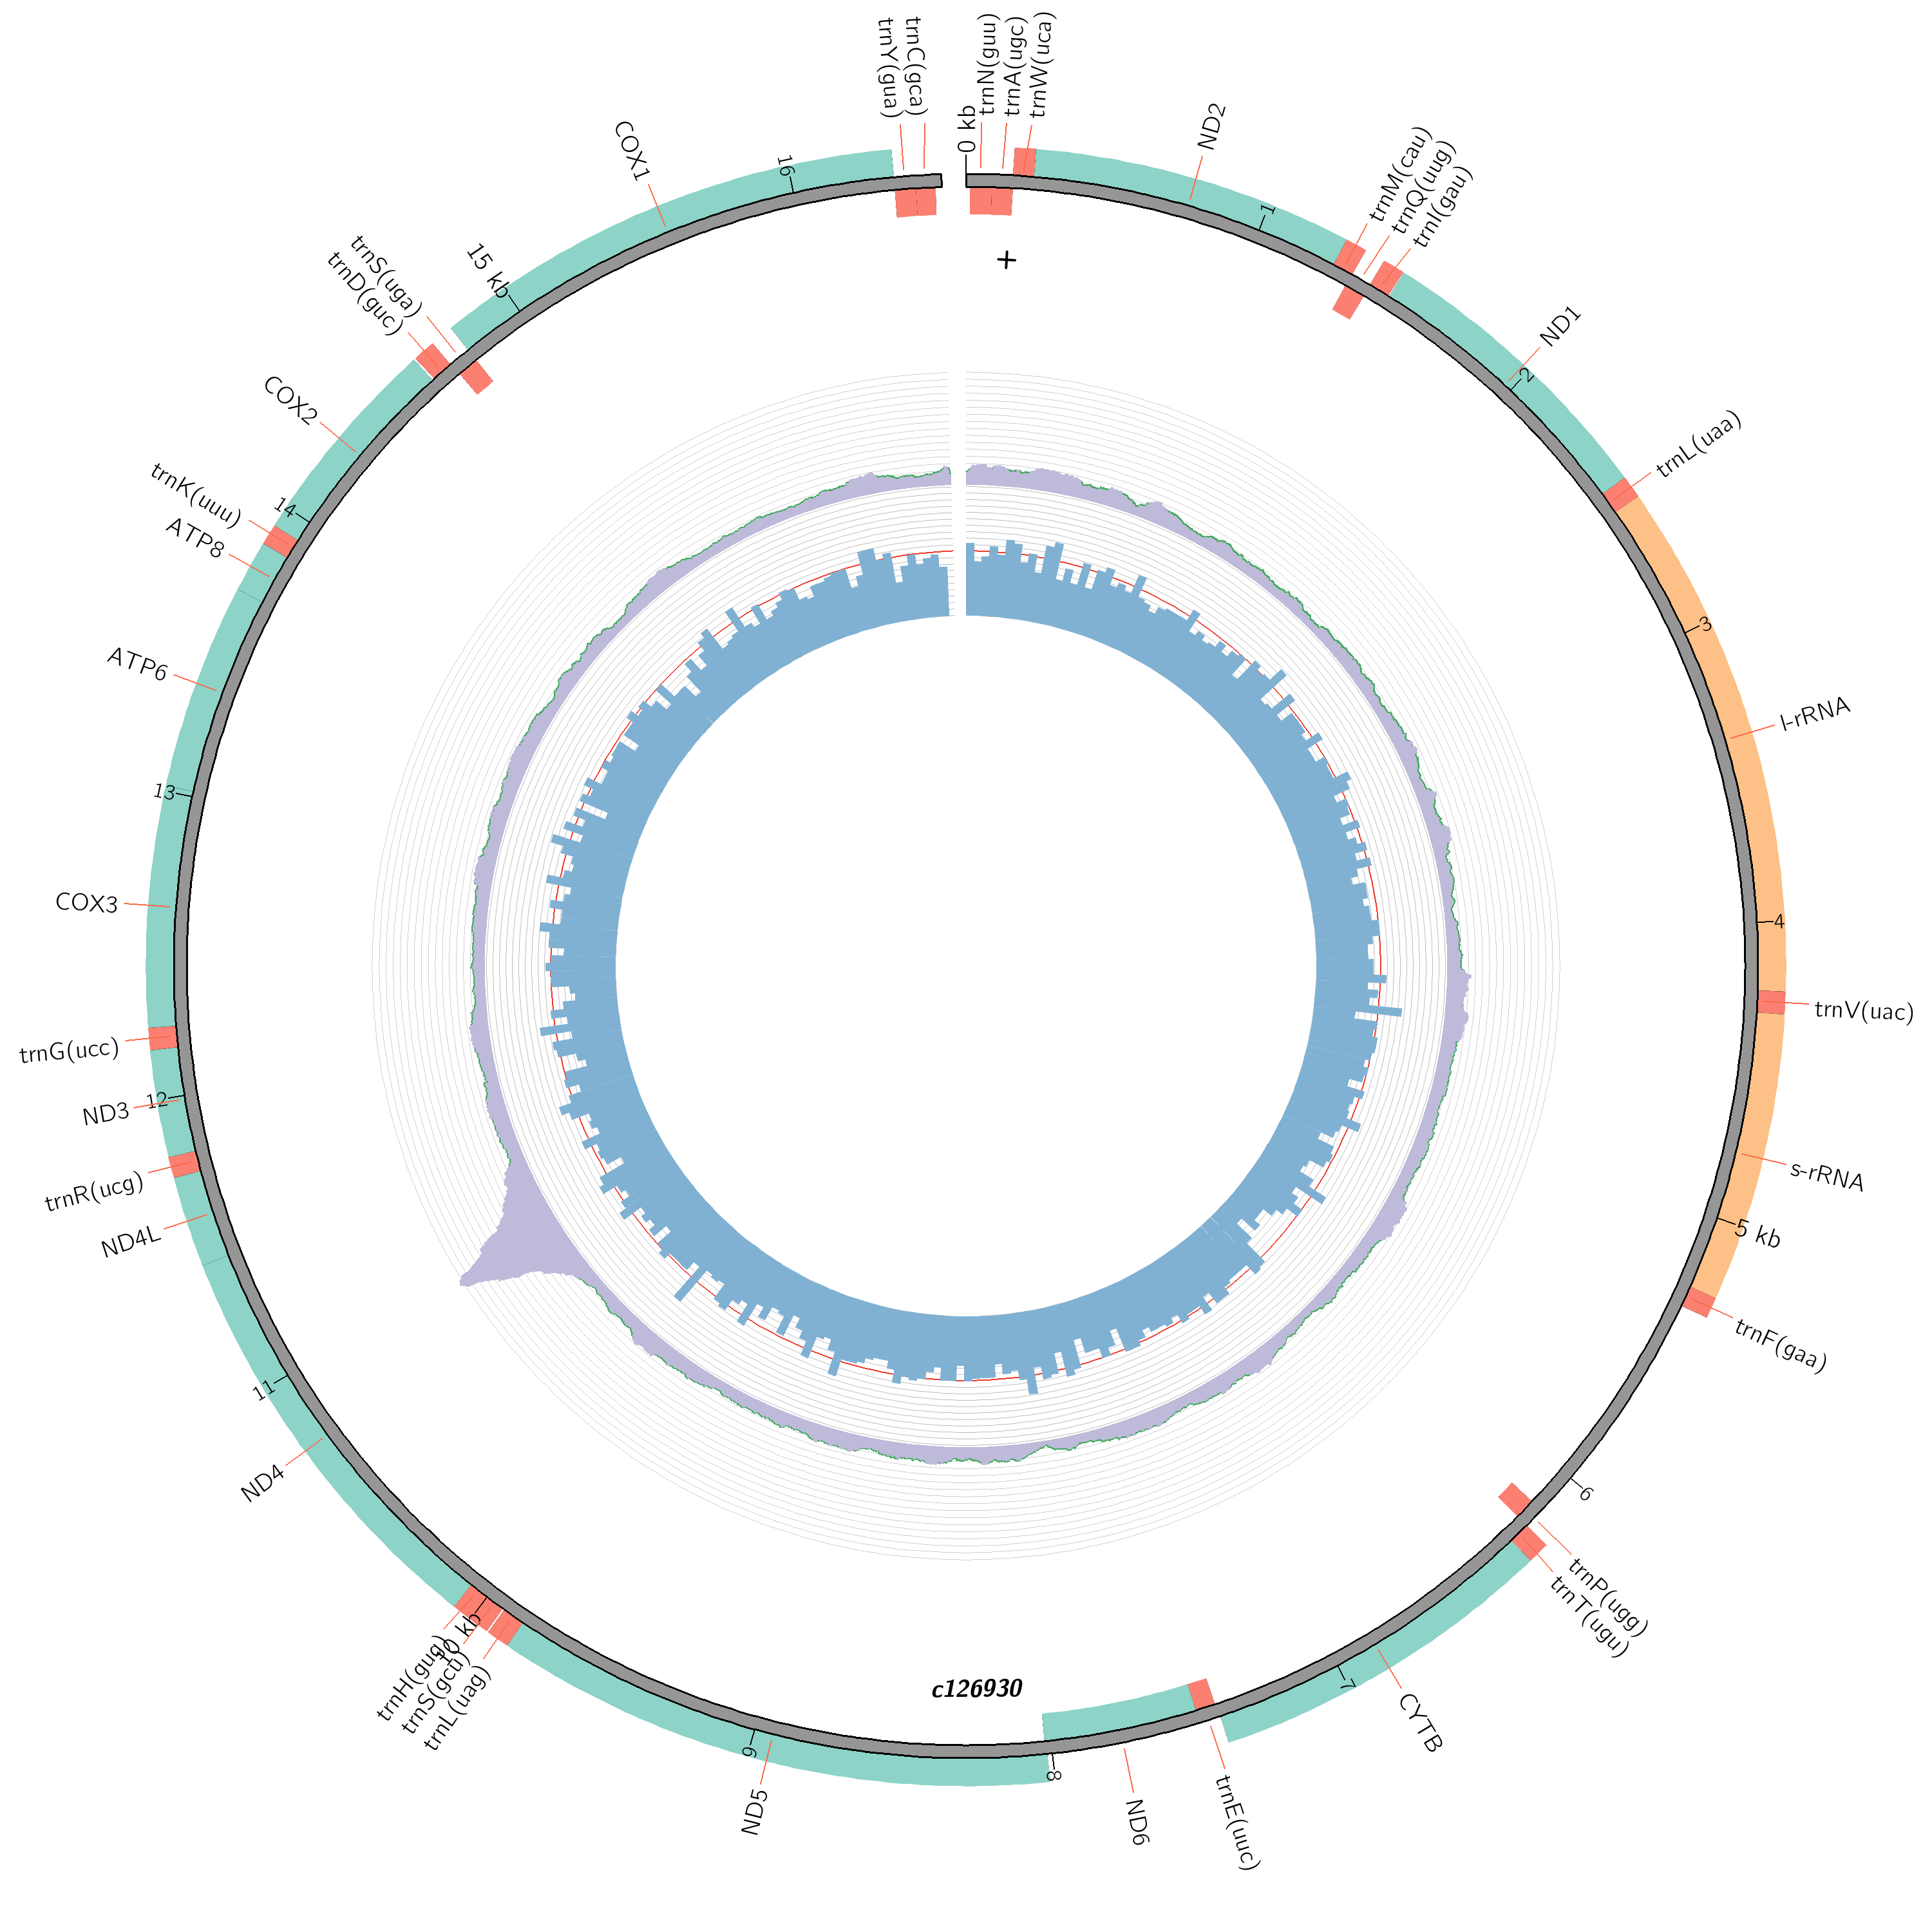 0 kb
trnN(guu)
trnA(ugc)
trnW(uca)
ND2
1
trnM(cau)
trnQ(uug)
trnI(gau)
ND1
2
trnL(uaa)
3
l-rRNA
4
trnV(uac)
s-rRNA
5 kb
trnF(gaa)
6
trnP(ugg)
trnT(ugu)
CYTB
7
trnE(uuc)
ND6
8
ND5
9
trnL(uag)
trnS(gcu)
10 kb
trnH(gug)
ND4
11
ND4L
trnR(ucg)
ND3
12
trnG(ucc)
COX3
13
ATP6
ATP8
trnK(uuu)
14
COX2
trnD(guc)
trnS(uga)
15 kb
COX1
16
trnY(gua)
trnC(gca)
+
c126930